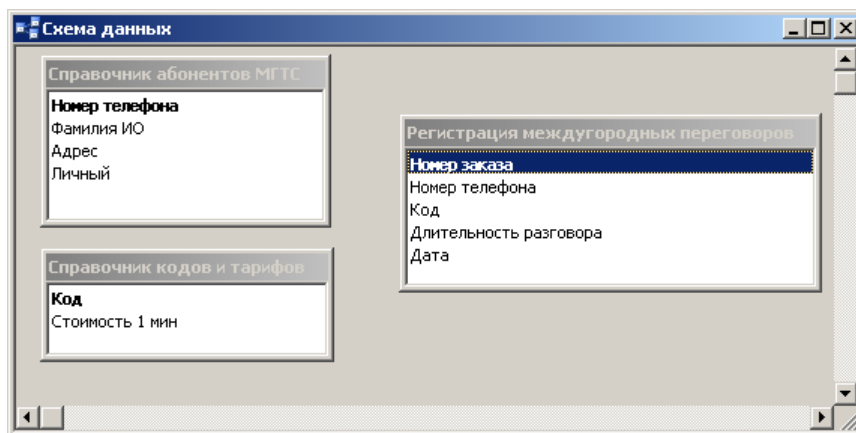 Схема данных
Справочник абонентов МГТС
Номер телефона
Фамилия ИО
Адрес
Личный
Регистрация междугородных переговоров
Номер заказа
Номер телефона
Код
Длительность разговора
Дата
Справочник кодов и тарифов
Код
Стоимость 1 мин